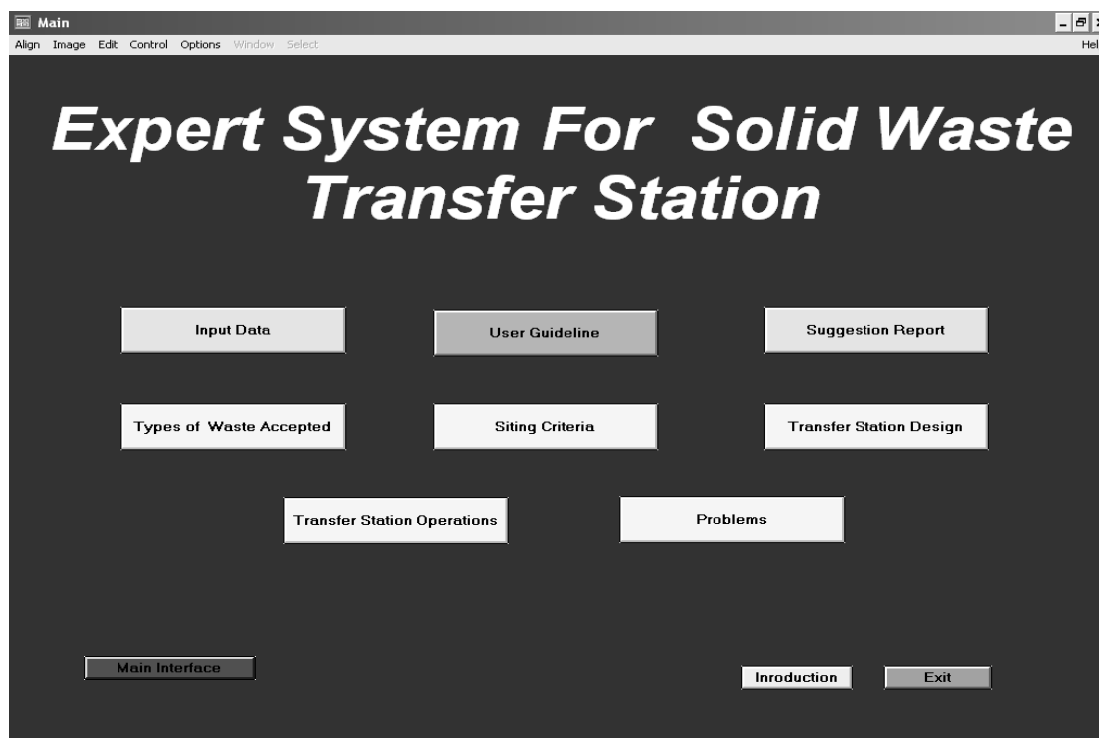 Main
Align Image Edit Control Options Window Select Hel
Expert System For Solid Waste
Transfer Station
Input Data User Guideline Suggestion Report
Types of Waste Accepted Siting Criteria Transfer Station Design
Transfer Station Operations Problems
Main Interface Inroduction Exit